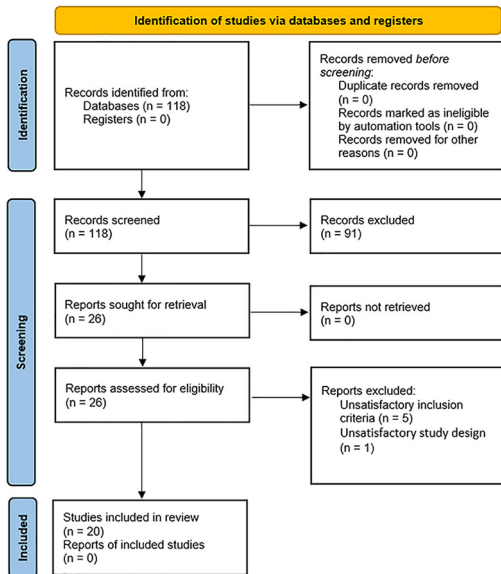 Identification of studies via databases and registers
Identification
Records identified from:
Databases (n = 118)
Registers (n = 0)
Records removed before
screening:
Duplicate records removed
(n = 0)
Records marked as ineligible
by automation tools (n = 0)
Records removed for other
reasons (n = 0)
Screening
Records screened
(n = 118)
Records excluded
(n = 91)
Reports sought for retrieval
(n = 26)
Reports not retrieved
(n = 0)
Reports assessed for eligibility
(n = 26)
Reports excluded:
Unsatisfactory inclusion
criteria (n = 5)
Unsatisfactory study design
(n = 1)
Included
Studies included in review
(n = 20)
Reports of included studies
(n = 0)